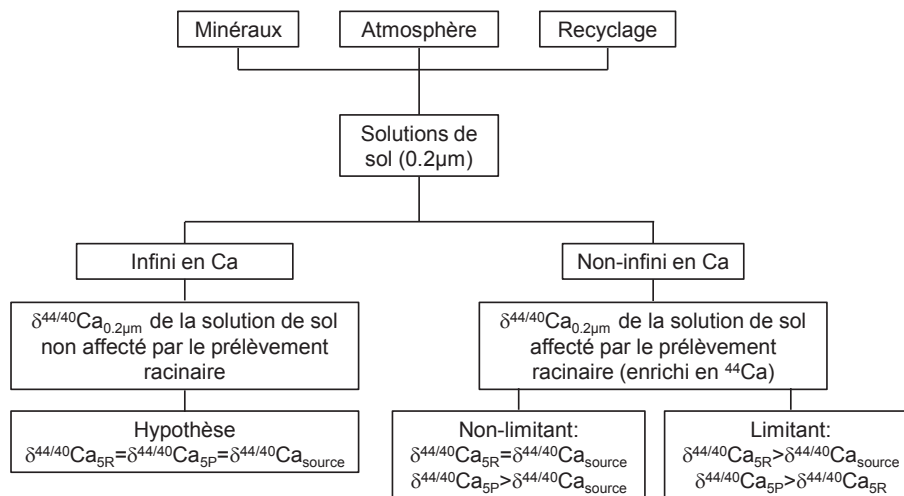 Minéraux
Atmosphère
Recyclage
Solutions de
sol (0.2µm)
Infini en Ca
Non-infini en Ca
δ44/40Ca0.2µm de la solution de sol
non affecté par le prélèvement
racinaire
δ44/40Ca0.2µm de la solution de sol
affecté par le prélèvement
racinaire (enrichi en 44Ca)
Hypothèse
δ44/40Ca5R=δ44/40Ca5P=δ44/40Casource
Non-limitant:
δ44/40Ca5R=δ44/40Casource
δ44/40Ca5P>δ44/40Casource
Limitant:
δ44/40Ca5R>δ44/40Casource
δ44/40Ca5P>δ44/40Ca5R